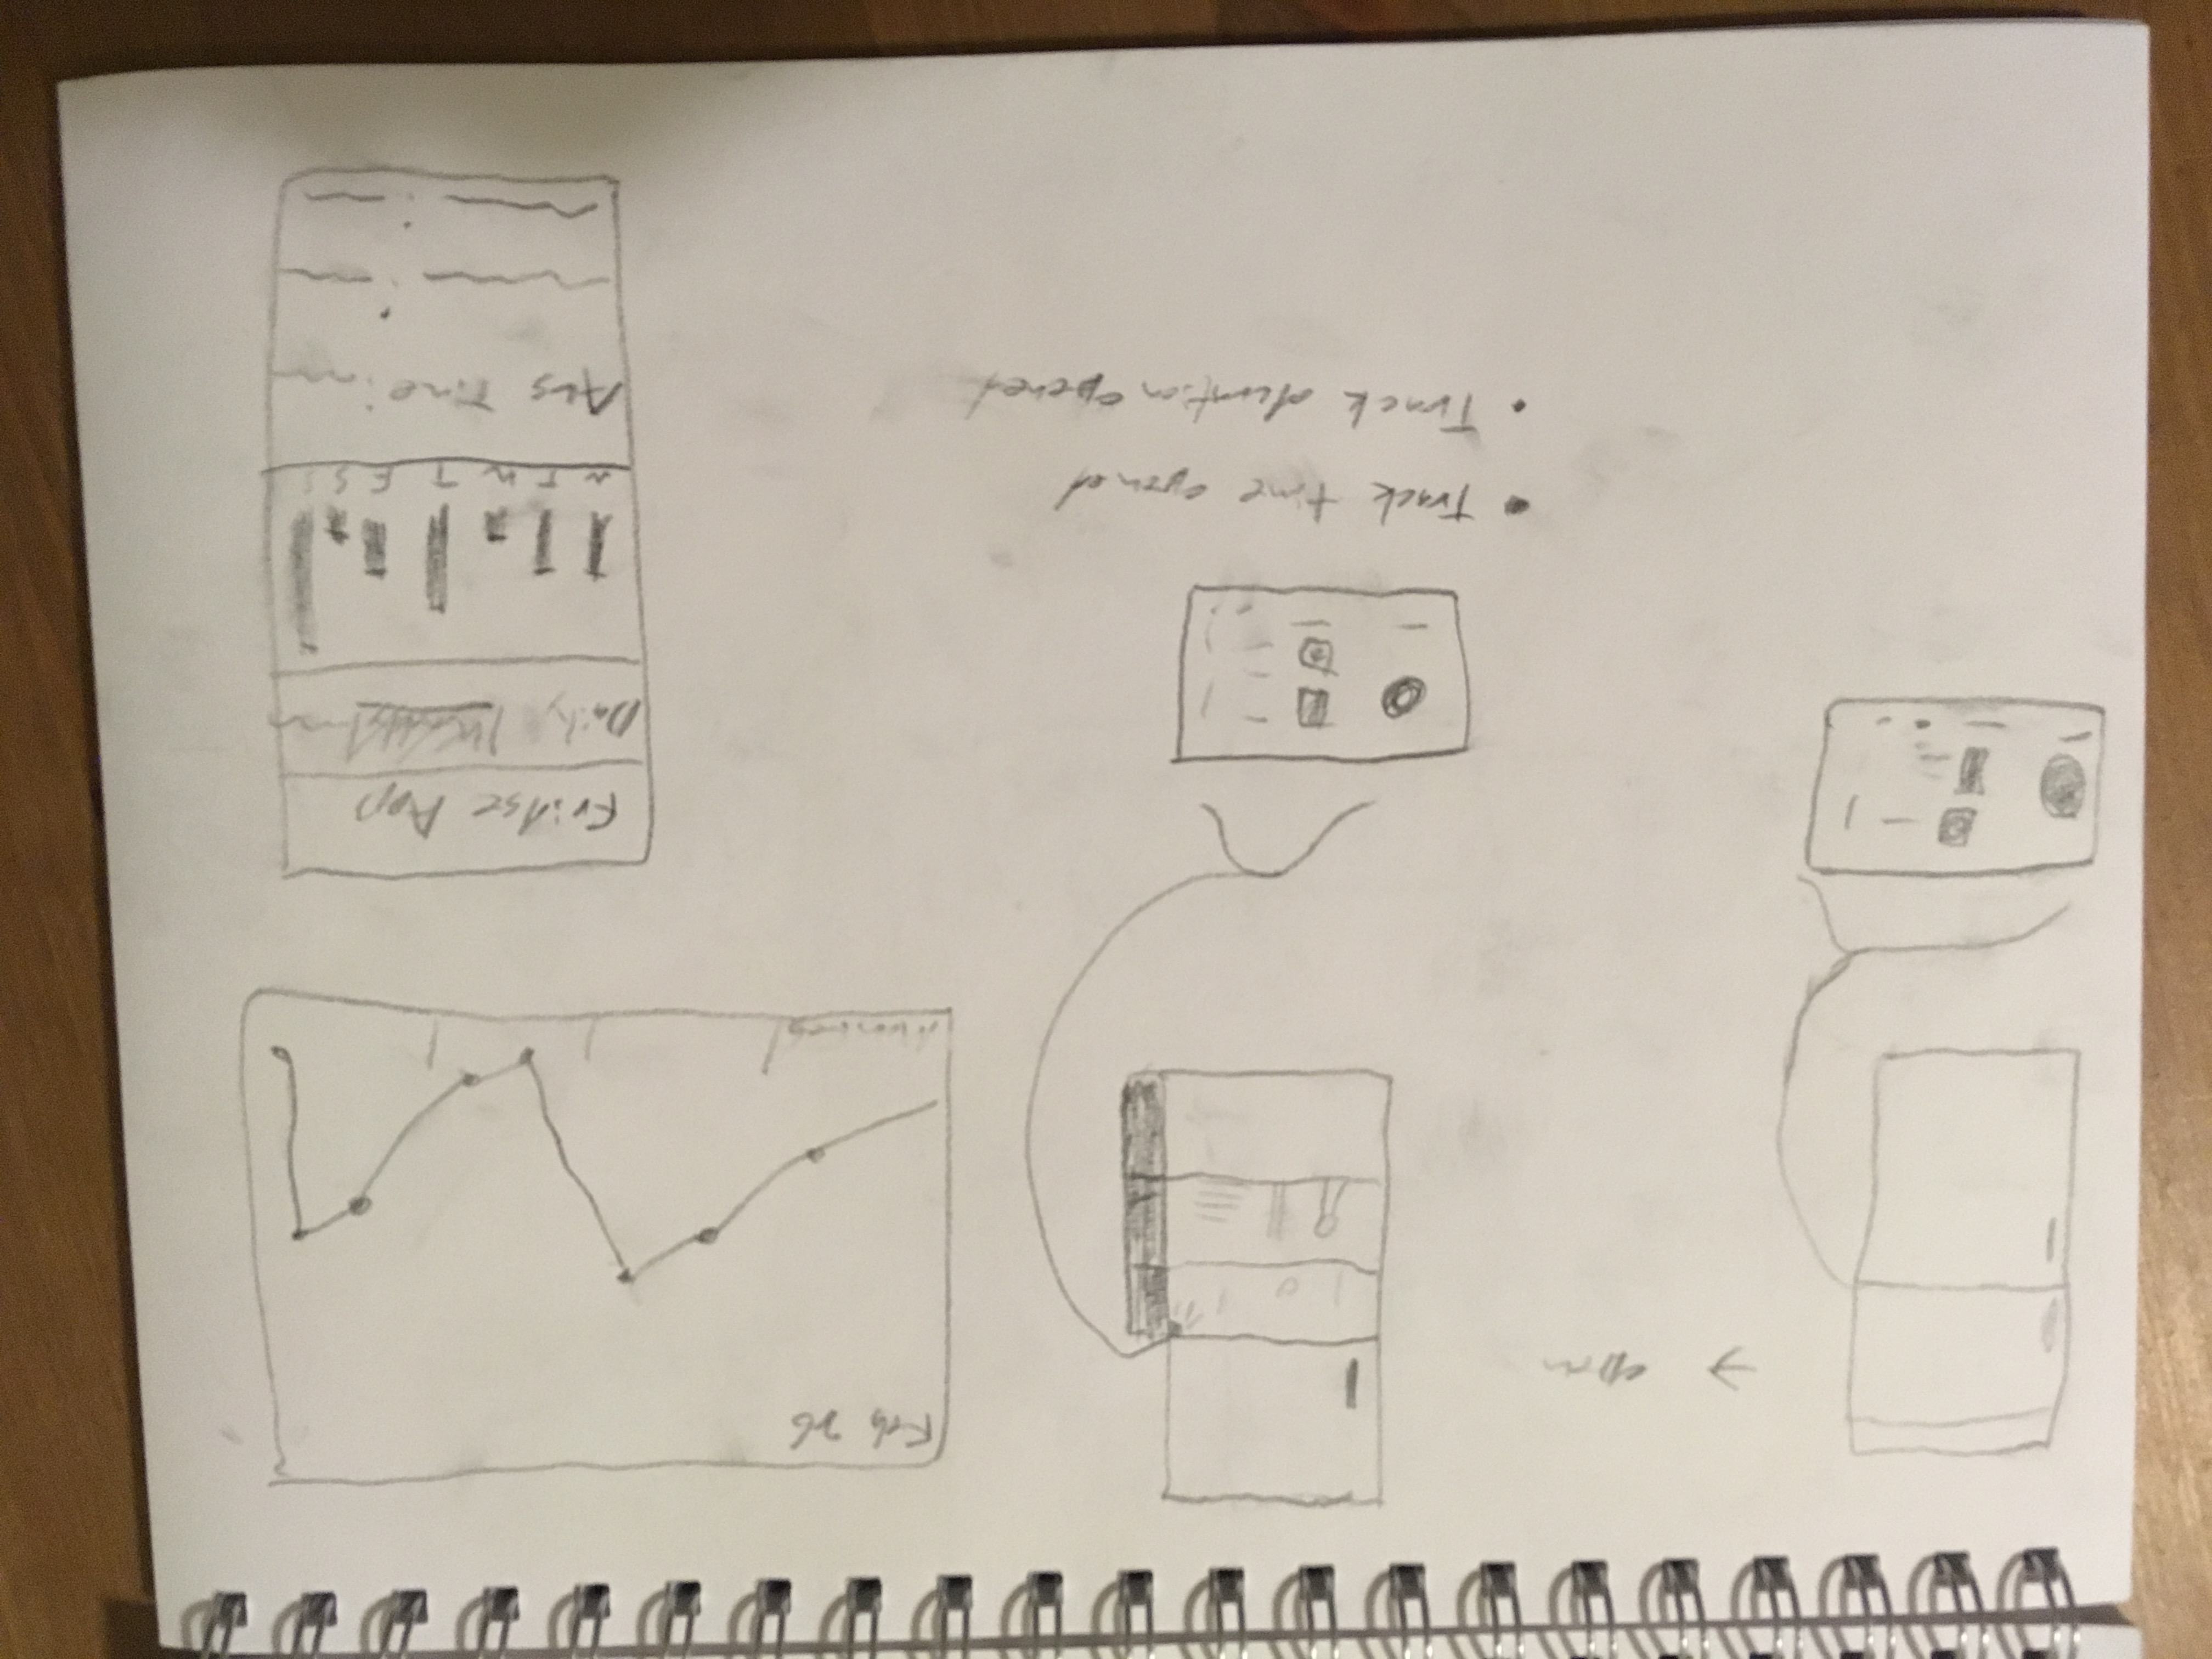 → open
Feb 26
Fridge App
Daily Weekly
M T W T F S S
Avg Time:
• Track time opened
• Track duration opened